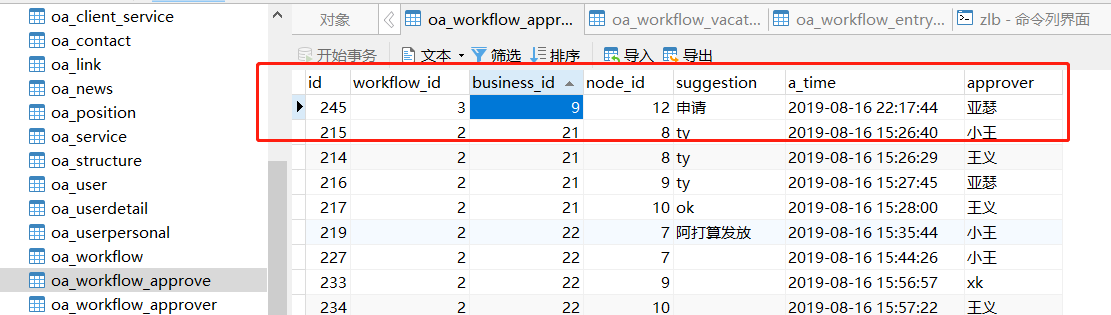 oa_client_service
oa_contact
oa_link
oa_news
oa_position
oa_service
oa_structure
oa_user
oa_userdetail
oa_userpersonal
oa_workflow
oa_workflow_approve
oa_workflow_approver
对象 oa_workflow_appr... oa_workflow_vacat... oa_workflow_entry... zlb - 命令列界面
开始事务 文本 筛选 排序 导入 导出
id workflow_id business_id node_id suggestion a_time approver
245 3 9 12 申请 2019-08-16 22:17:44 亚瑟
215 2 21 8 ty 2019-08-16 15:26:40 小王
214 2 21 8 ty 2019-08-16 15:26:29 王义
216 2 21 9 ty 2019-08-16 15:27:45 亚瑟
217 2 21 10 ok 2019-08-16 15:28:00 王义
219 2 22 7 阿打算发放 2019-08-16 15:35:44 小王
227 2 22 7 2019-08-16 15:44:26 小王
233 2 22 9 2019-08-16 15:56:57 xk
234 2 22 10 2019-08-16 15:57:22 王义